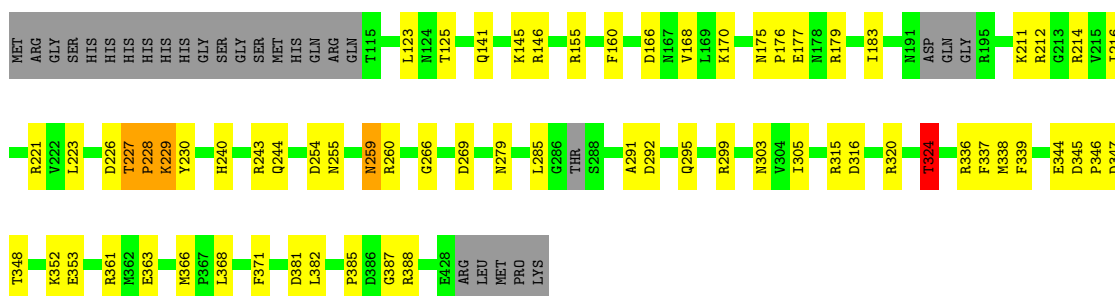 MET ARG GLY SER HIS HIS HIS HIS HIS HIS GLY SER GLY SER MET HIS GLN ARG GLN T115 L123 N124 T125 Q141 K145 R146 R155 F160 D166 N167 V168 L169 K170 N175 P176 E177 N178 R179 I183 N191 ASP GLN GLY R195 K211 R212 G213 R214 V215
R221 V222 L223 D226 T227 P228 K229 Y230 H240 R243 Q244 D254 N255 N259 R260 G266 D269 N279 L285 G286 THR S288 A291 D292 Q295 R299 N303 V304 I305 R315 D316 R320 T324 R336 F337 M338 F339 E344 D345 P346
T348 K352 E353 R361 M362 E363 M366 P367 L368 F371 D381 L382 P385 D386 G387 R388 E428 ARG LEU MET PRO LYS